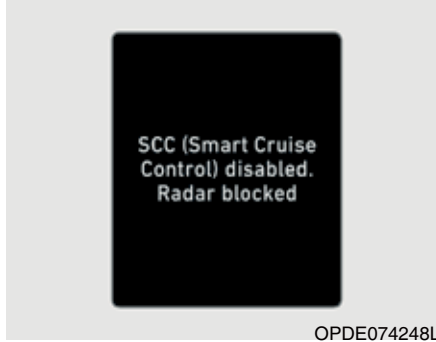 SCC (Smart Cruise
Control) disabled.
Radar blocked
OPDE074248L